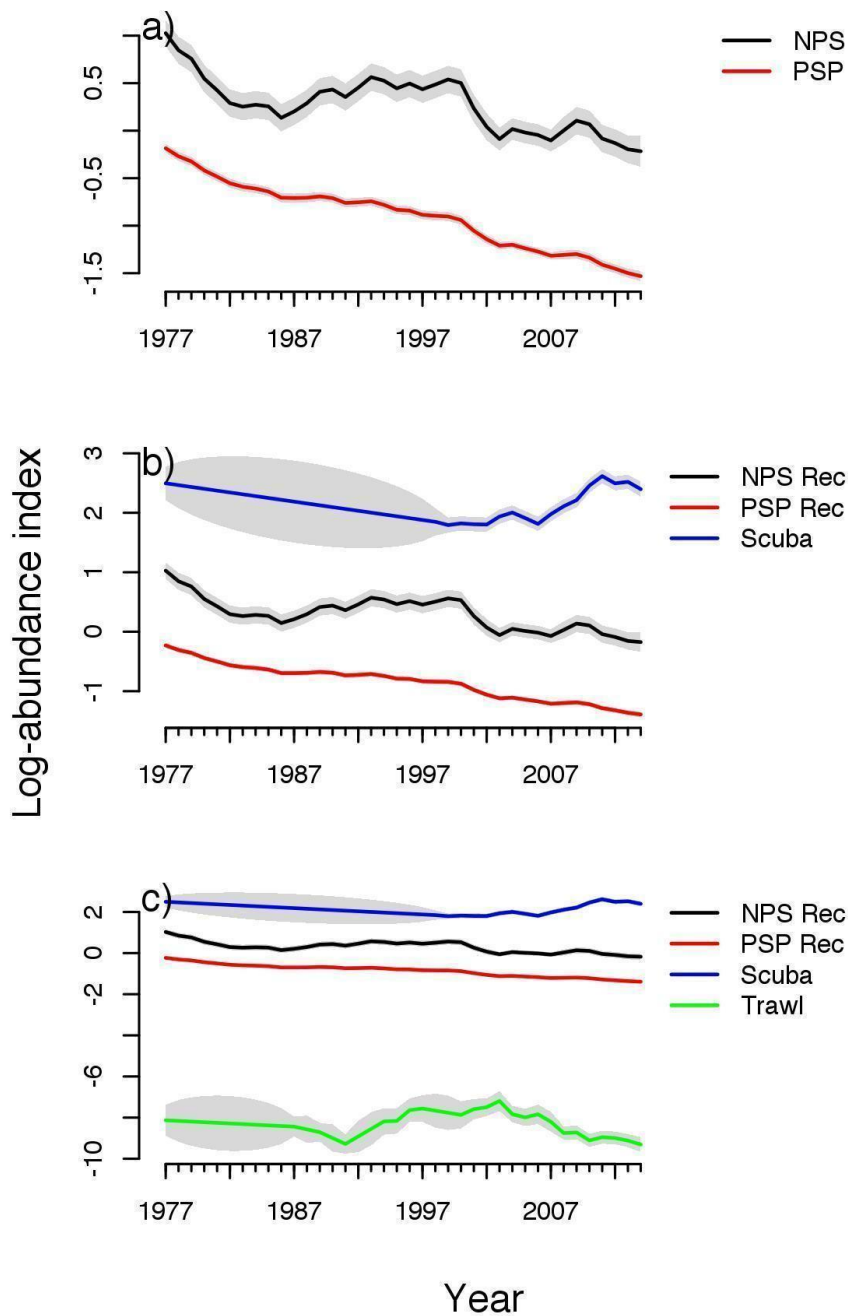 a)
NPS
PSP
0.5
-0.5
-1.5
1977 1987 1997 2007
Log-abundance index
b)
NPS Rec
PSP Rec
Scuba
3
2
1
0
-1
1977 1987 1997 2007
c)
NPS Rec
PSP Rec
Scuba
Trawl
2
0
-2
-6
-10
1977 1987 1997 2007
Year